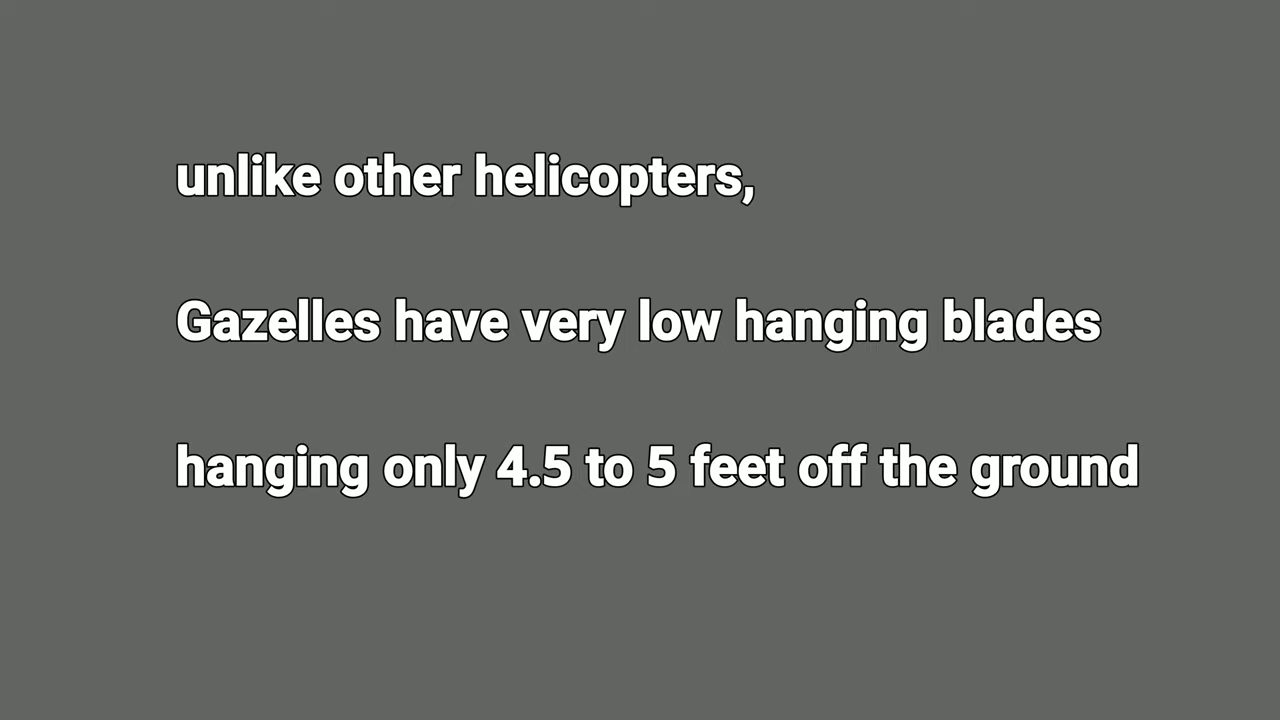 unlike other helicopters,
Gazelles have very low hanging blades
hanging only 4.5 to 5 feet off the ground